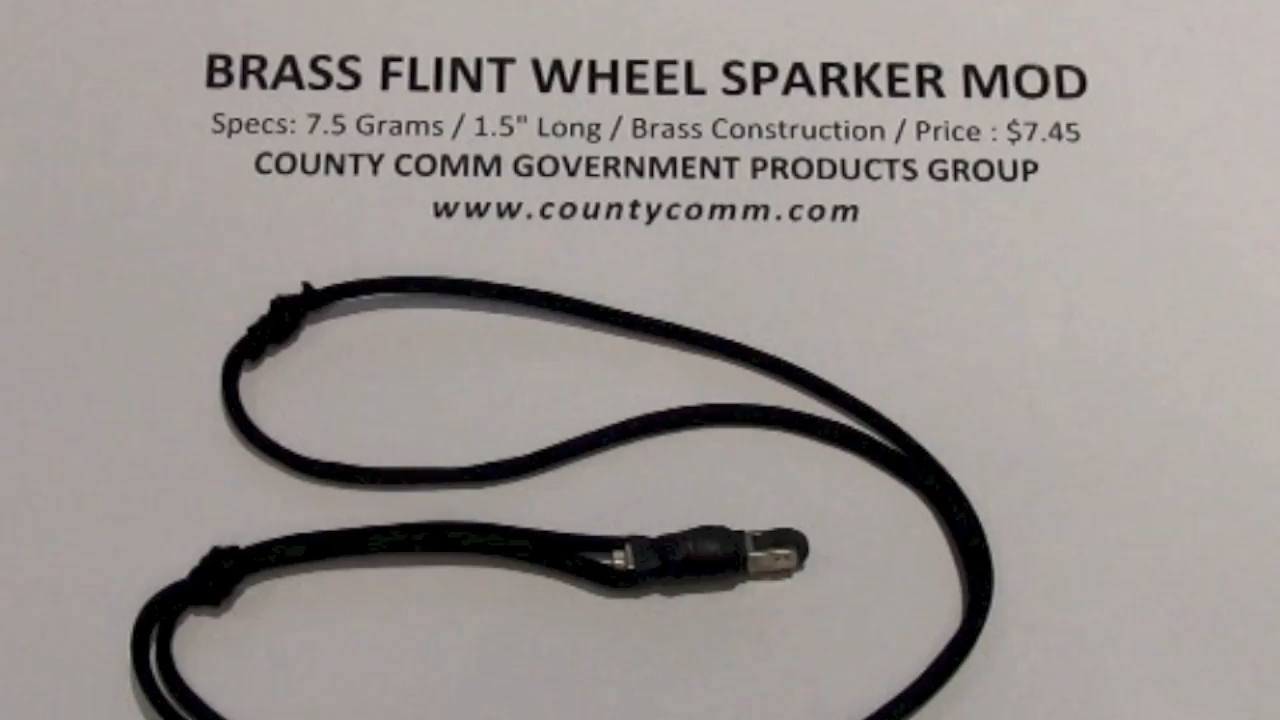 BRASS FLINT WHEEL SPARKER MOD
Specs: 7.5 Grams / 1.5" Long / Brass Construction / Price : $7.45
COUNTY COMM GOVERNMENT PRODUCTS GROUP
www.countycomm.com